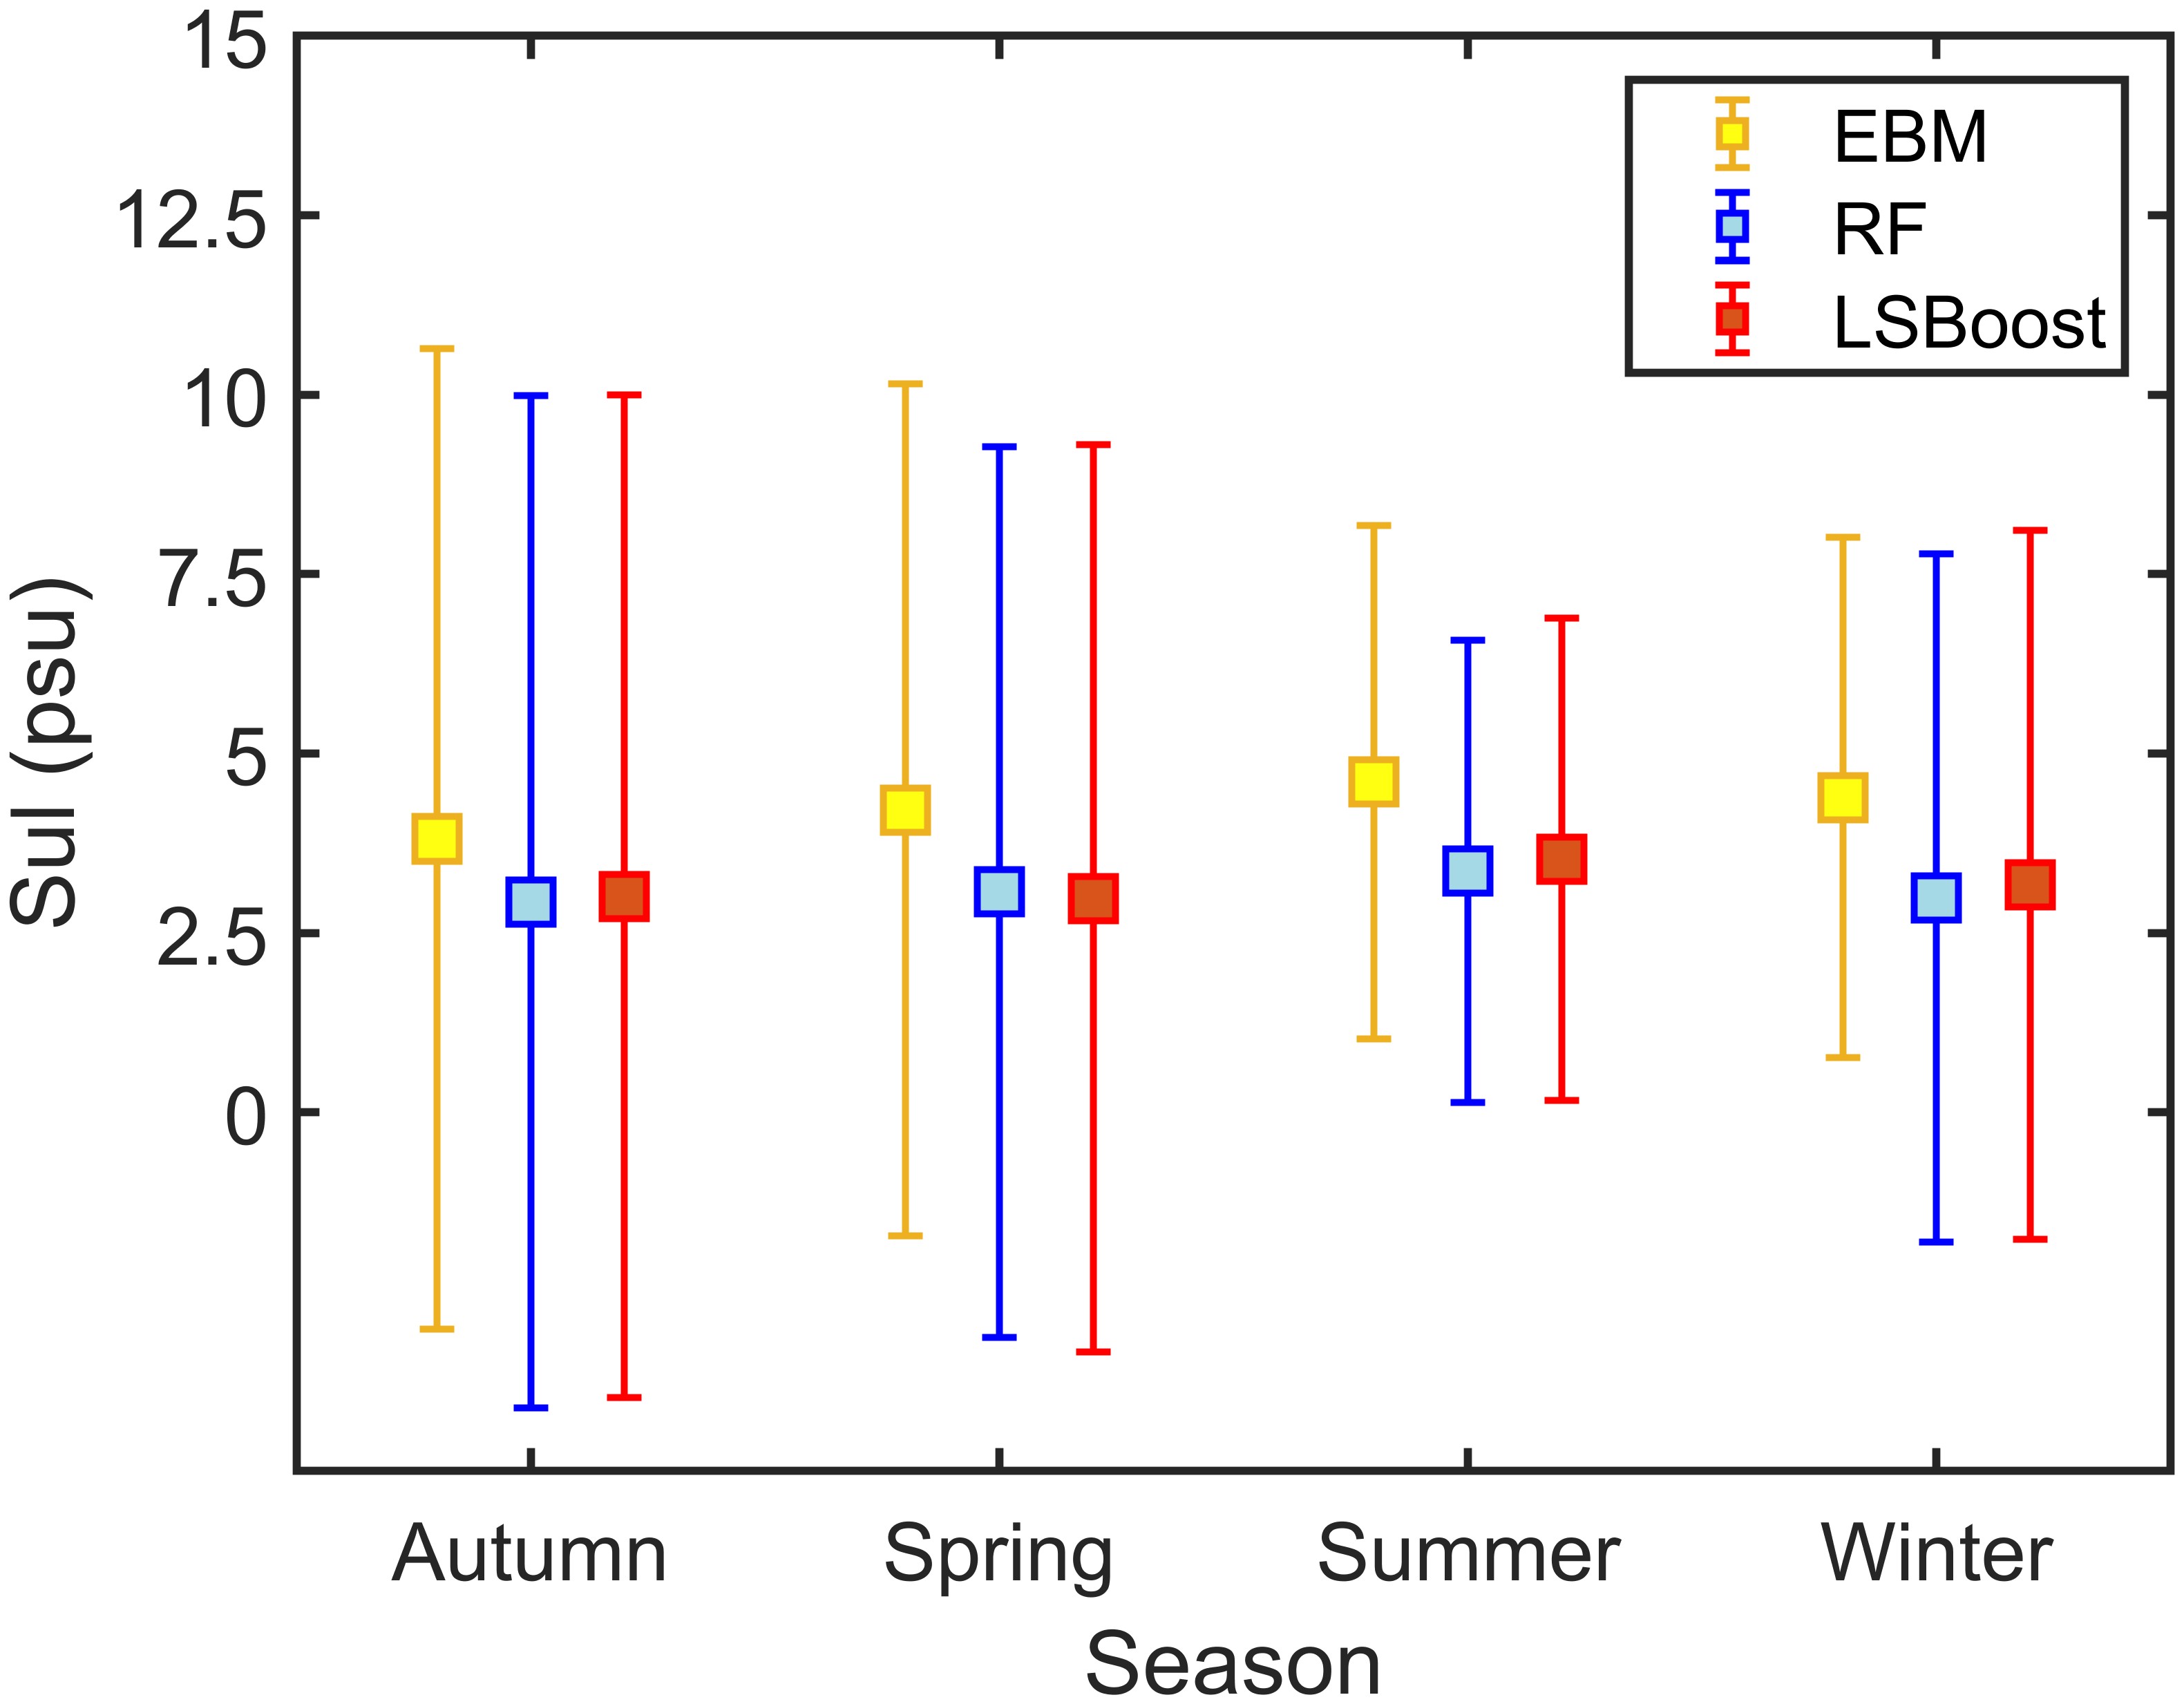 15
12.5
10
7.5
5
2.5
0
Sul (psu)
EBM
RF
LSBoost
Autumn Spring Summer Winter
Season